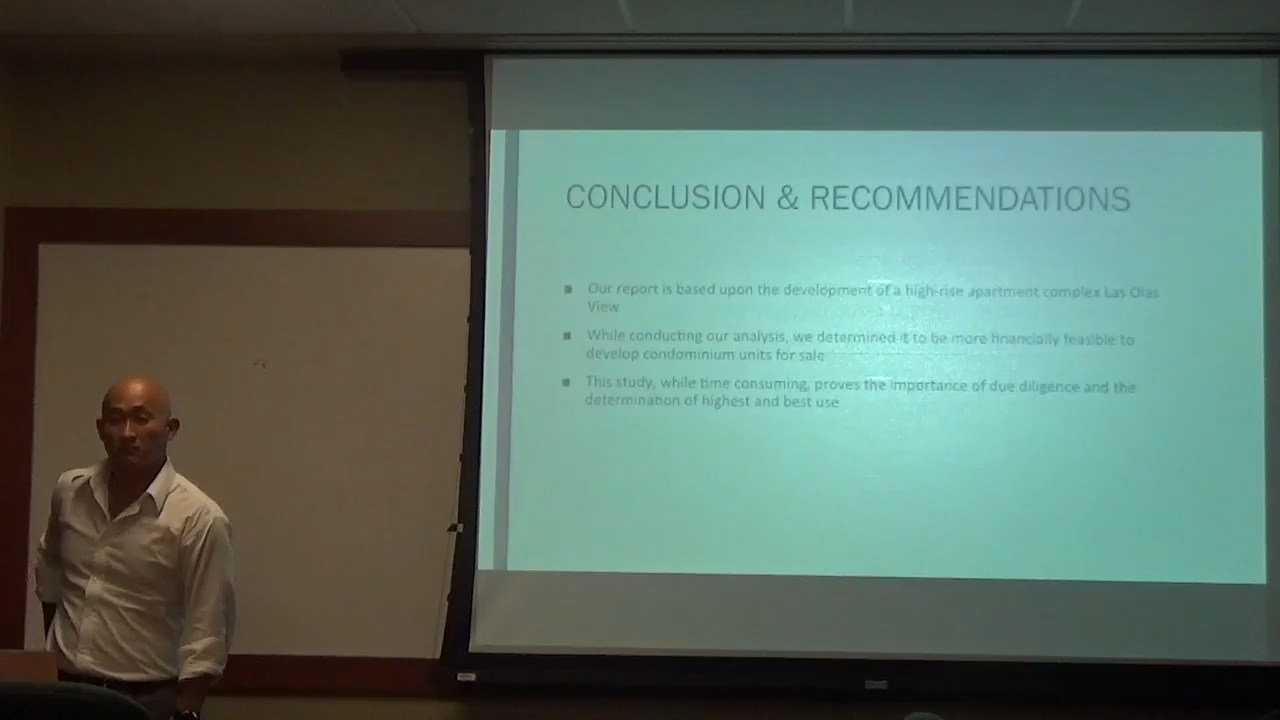 CONCLUSION & RECOMMENDATIONS
Our report is based upon the development of a high-rise apartment complex Las Olas
View
While conducting our analysis, we determined it to be more financially feasible to
develop condominium units for sale
This study, while time consuming, proves the importance of due diligence and the
determination of highest and best use